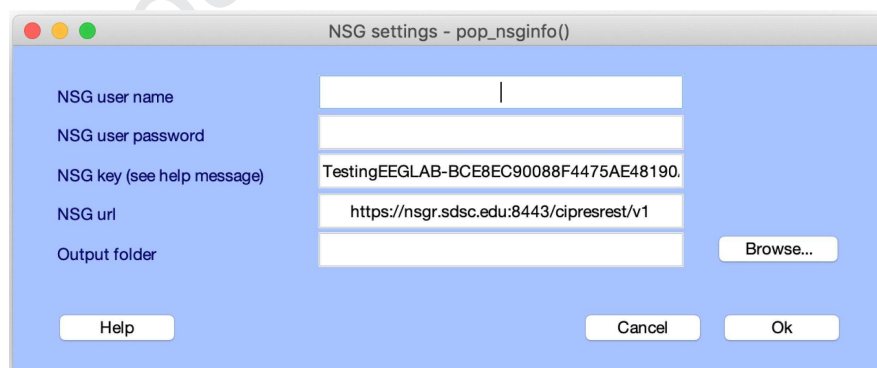 NSG settings - pop_nsginfo()
NSG user name
NSG user password
NSG key (see help message) TestingEEGLAB-BCE8EC90088F4475AE48190
NSG url https://nsgr.sdsc.edu:8443/cipresrest/v1
Output folder Browse...
Help Cancel Ok